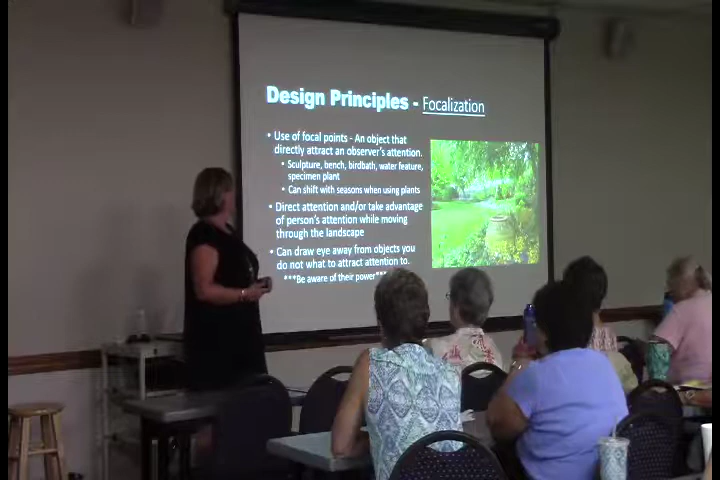 Design Principles - Focalization
• Use of focal points - An object that
directly attract an observer's attention.
• Sculpture, bench, birdbath, water feature,
specimen plant
• Can shift with seasons when using plants
• Direct attention and/or take advantage
of person's attention while moving
through the landscape
• Can draw eye away from objects you
do not what to attract attention to.
***Be aware of their power***